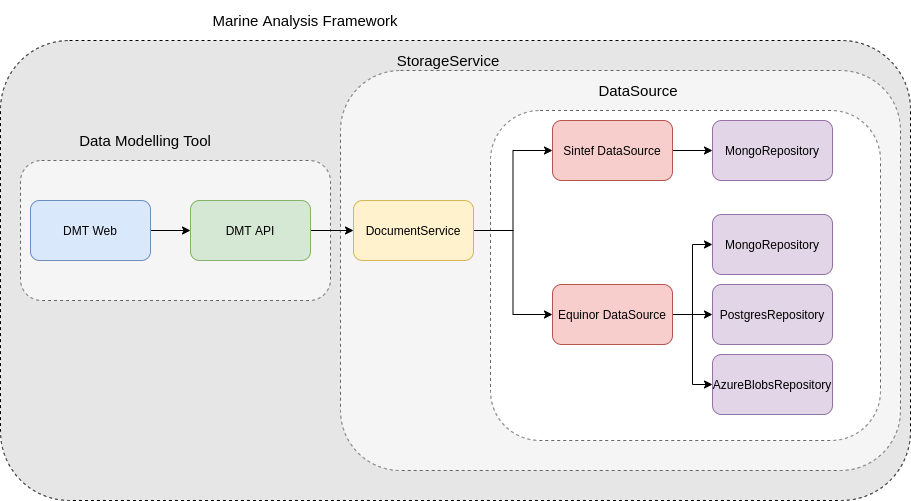 Marine Analysis Framework
StorageService
DataSource
Data Modelling Tool
Sintef DataSource
MongoRepository
DMT Web
DMT API
DocumentService
MongoRepository
Equinor DataSource
PostgresRepository
AzureBlobsRepository